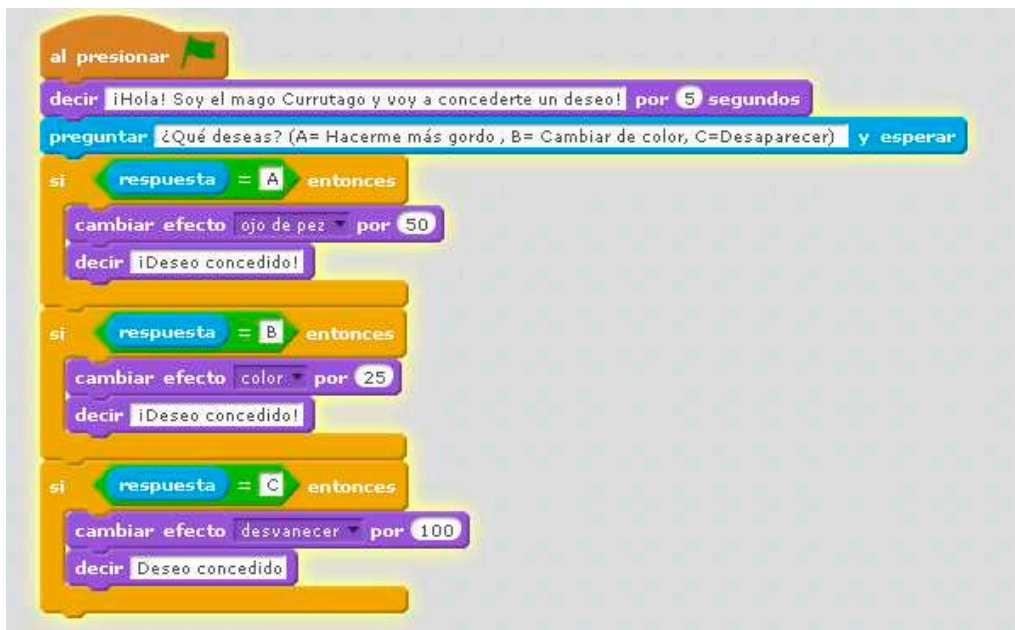 al presionar
decir ¡Hola! Soy el mago Currutago y voy a concederte un deseo! por 5 segundos
preguntar ¿Qué deseas? (A= Hacerme más gordo , B= Cambiar de color, C=Desaparecer) y esperar
si respuesta = A entonces
cambiar efecto ojo de pez por 50
decir ¡Deseo concedido!
si respuesta = B entonces
cambiar efecto color por 25
decir ¡Deseo concedido!
si respuesta = C entonces
cambiar efecto desvanecer por 100
decir Deseo concedido